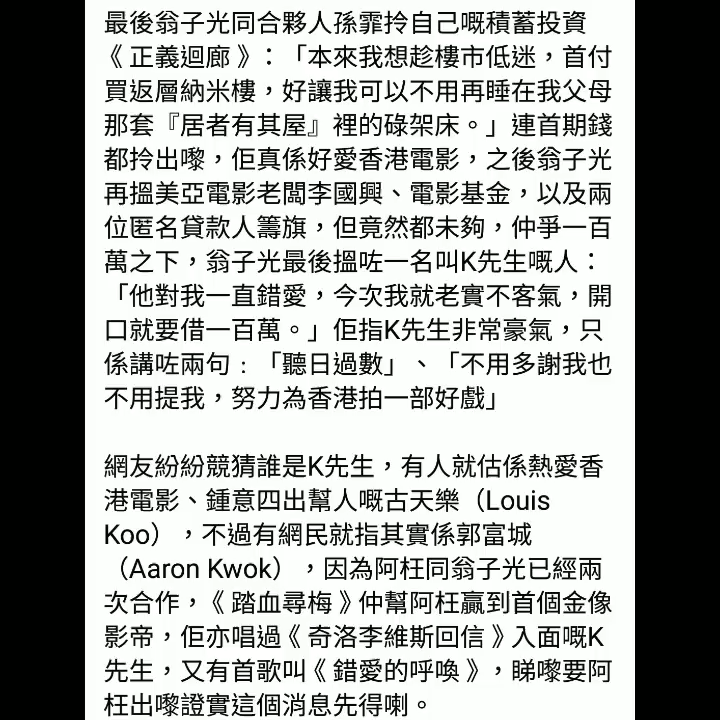 最後翁子光同合夥人孫霏拎自己嘅積蓄投資
《正義迴廊》：「本來我想趁樓市低迷，首付
買返層納米樓，好讓我可以不用再睡在我父母
那套『居者有其屋』裡的碌架床。」連首期錢
都拎出嚟，佢真係好愛香港電影，之後翁子光
再搵美亞電影老闆李國興、電影基金，以及兩
位匿名貸款人籌旗，但竟然都未夠，仲爭一百
萬之下，翁子光最後搵咗一名叫K先生嘅人：
「他對我一直錯愛，今次我就老實不客氣，開
口就要借一百萬。」佢指K先生非常豪氣，只
係講咗兩句：「聽日過數」、「不用多謝我也
不用提我，努力為香港拍一部好戲」
網友紛紛競猜誰是K先生，有人就估係熱愛香
港電影、鍾意四出幫人嘅古天樂（Louis
Koo），不過有網民就指其實係郭富城
（Aaron Kwok），因為阿枉同翁子光已經兩
次合作，《踏血尋梅》仲幫阿枉贏到首個金像
影帝，佢亦唱過《奇洛李維斯回信》入面嘅K
先生，又有首歌叫《錯愛的呼喚》，睇嚟要阿
枉出嚟證實這個消息先得喇。